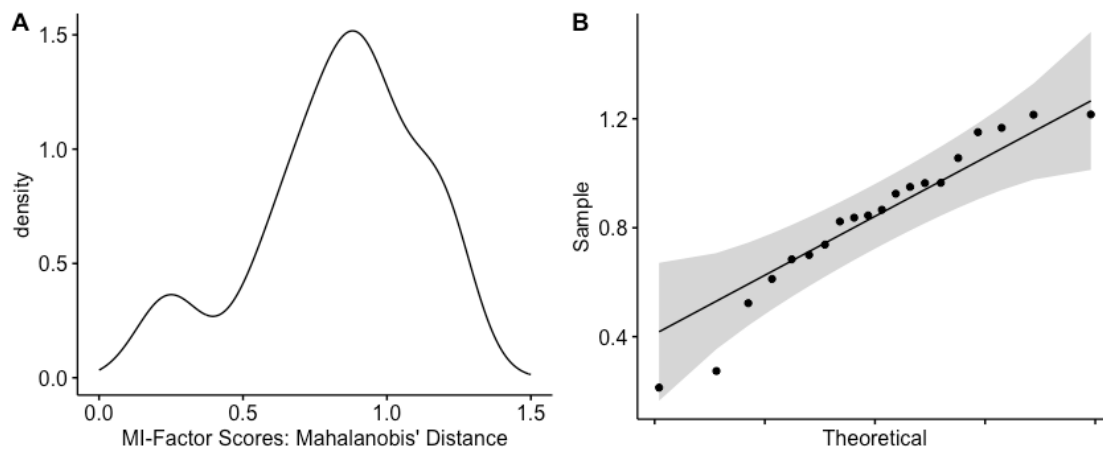 A
density
1.5
1.0
0.5
0.0
0.0 0.5 1.0 1.5
MI-Factor Scores: Mahalanobis' Distance
B
Sample
1.2
0.8
0.4
Theoretical